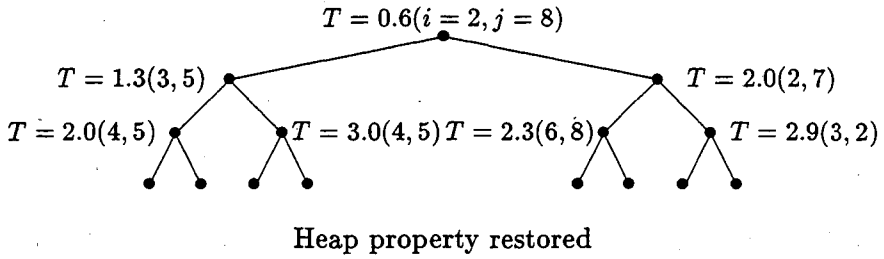 T = 0.6(i = 2, j = 8)
T = 1.3(3, 5) T = 2.0(2, 7)
T = 2.0(4, 5) T = 3.0(4, 5) T = 2.3(6, 8) T = 2.9(3, 2)
Heap property restored